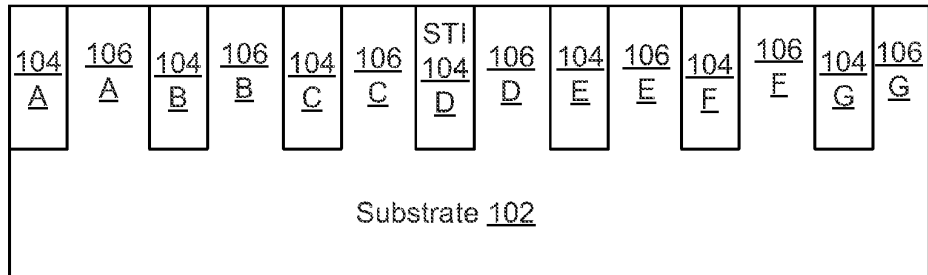 104 A
106 A
104 B
106 B
104 C
106 C
STI 104 D
106 D
104 E
106 E
104 F
106 F
104 G
106 G
Substrate 102